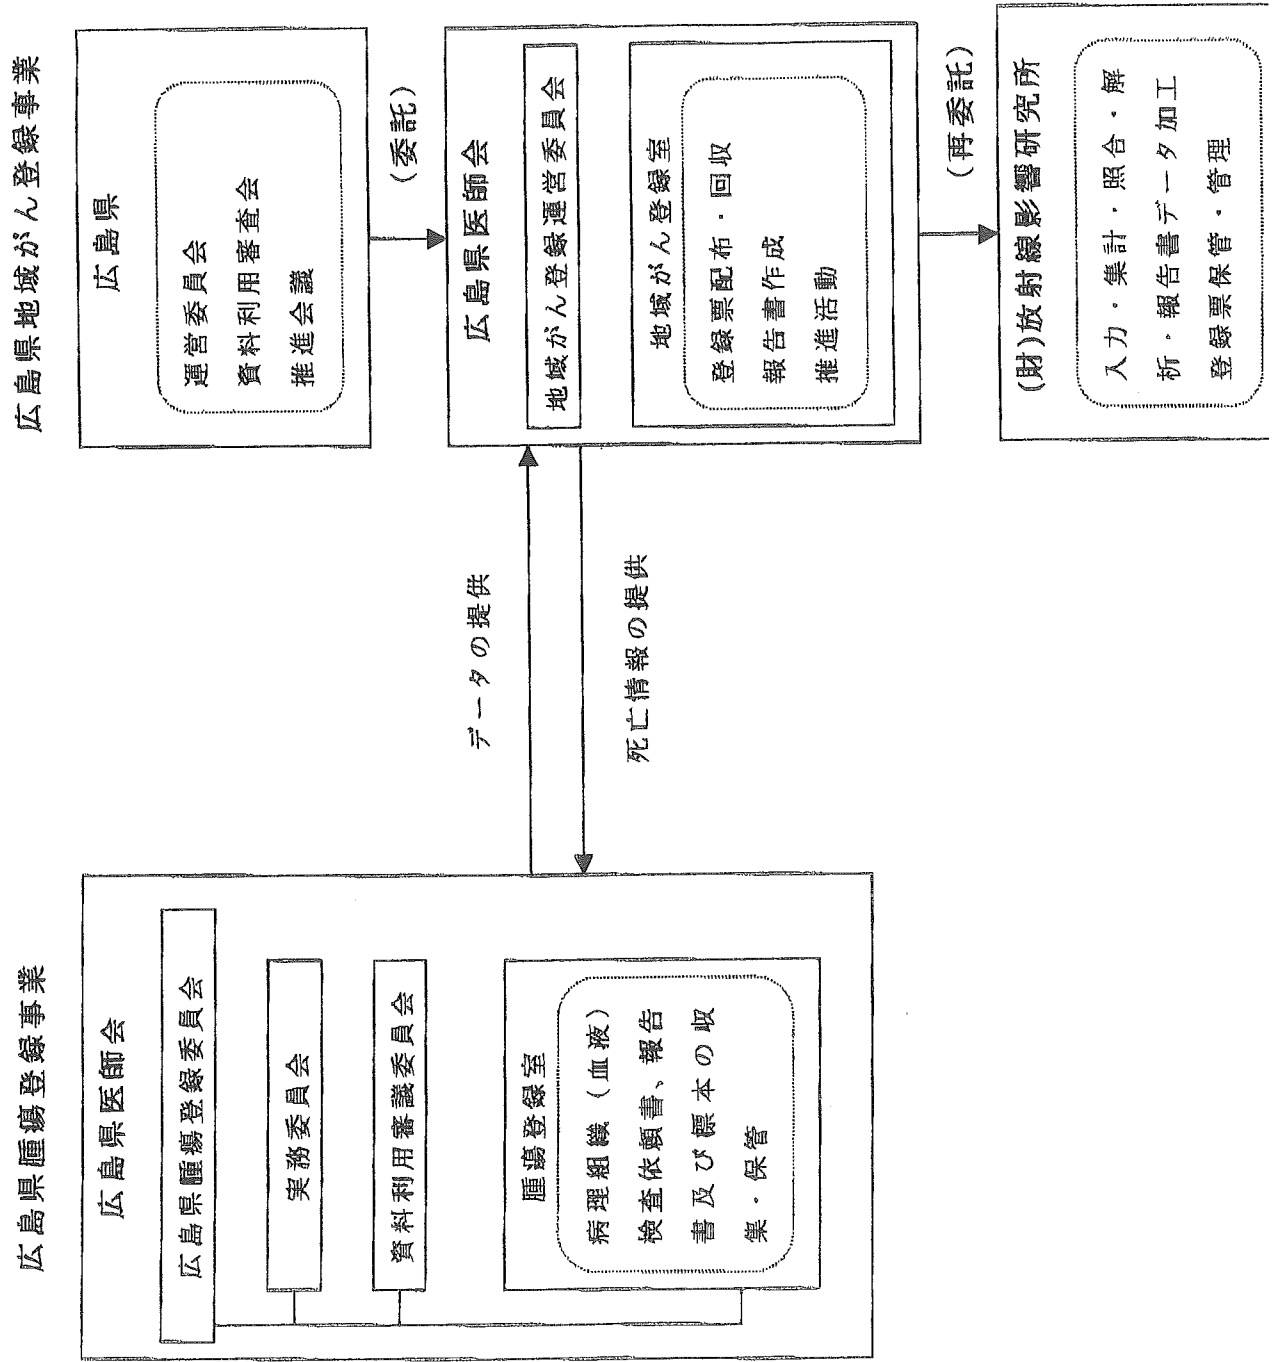 広島県腫瘍登録事業
広島県医師会
広島県腫瘍登録委員会
実務委員会
資料利用審議委員会
腫瘍登録室
病理組織（血液）
検査依頼書、報告
書及び標本の収
集・保管
データの提供
死亡情報の提供
広島県地域がん登録事業
広島県
運営委員会
資料利用審査会
推進会議
(委託)
広島県医師会
地域がん登録運営委員会
地域がん登録室
登録票配布・回収
報告書作成
推進活動
(再委託)
(財)放射線影響研究所
入力・集計・照合・解
析・報告書データ加工
登録票保管・管理